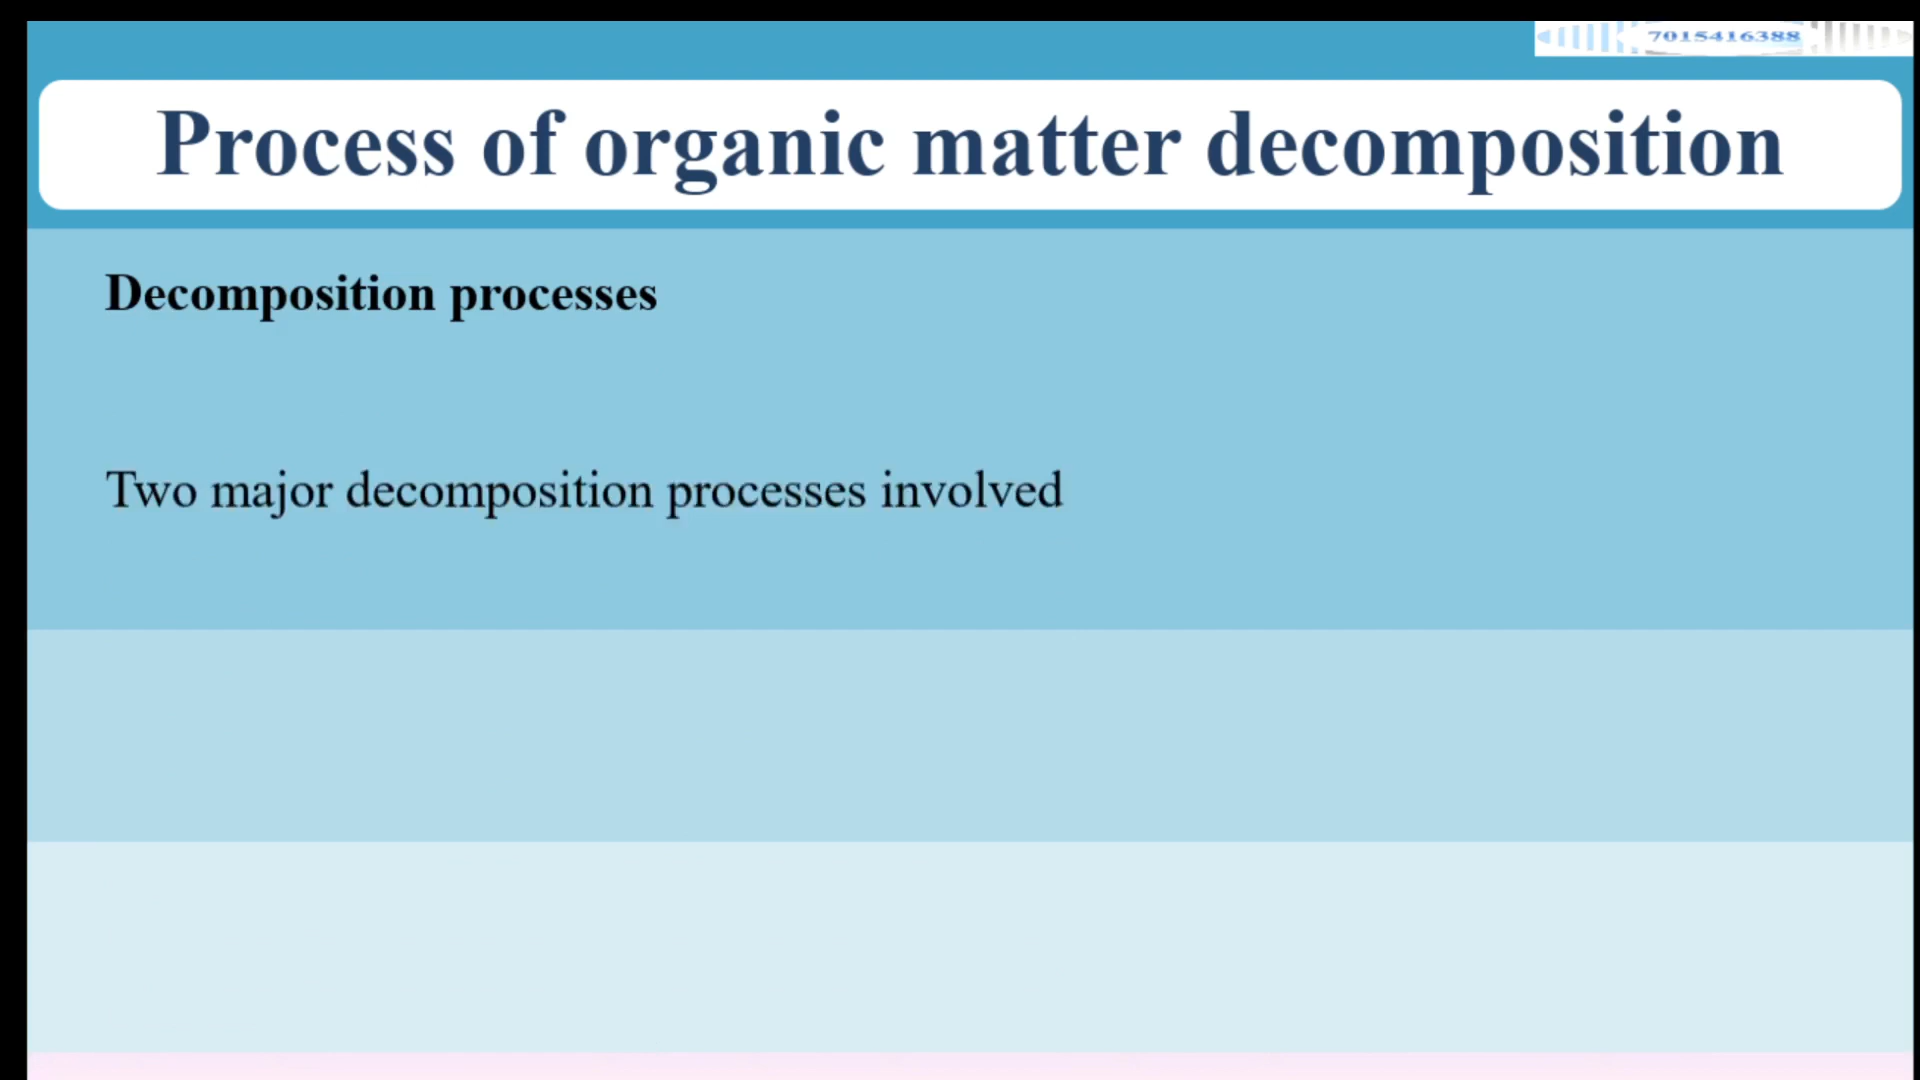 7015416388
Process of organic matter decomposition
Decomposition processes
Two major decomposition processes involved